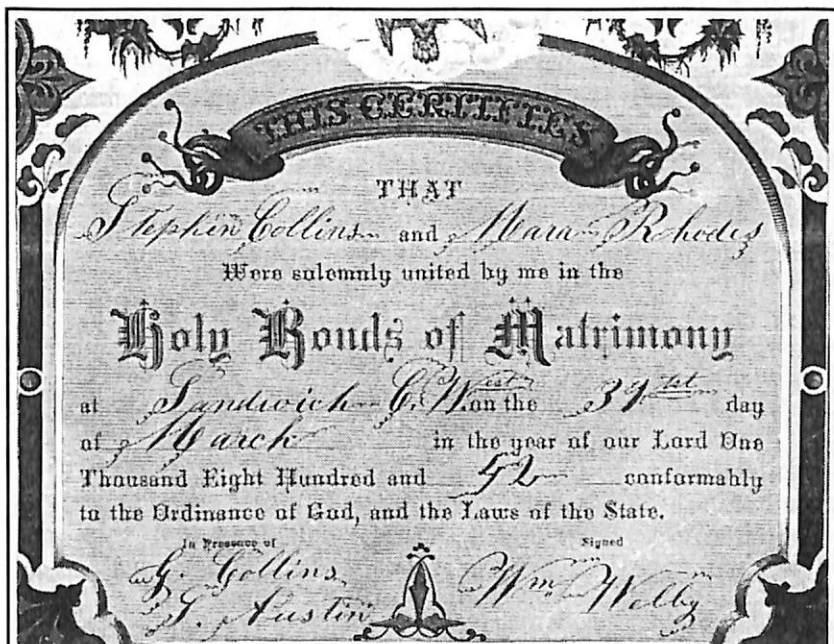 THIS CERTIFIES
THAT
Stephen Collins and Mara Rhodes
Were solemnly united by me in the
Holy Bonds of Matrimony
at Sandwich C. West on the 31st day
of March in the year of our Lord One
Thousand Eight Hundred and 52 conformably
to the Ordinance of God, and the Laws of the State.
In Presence of Signed
G. Collins Wm Welby
S. Austin